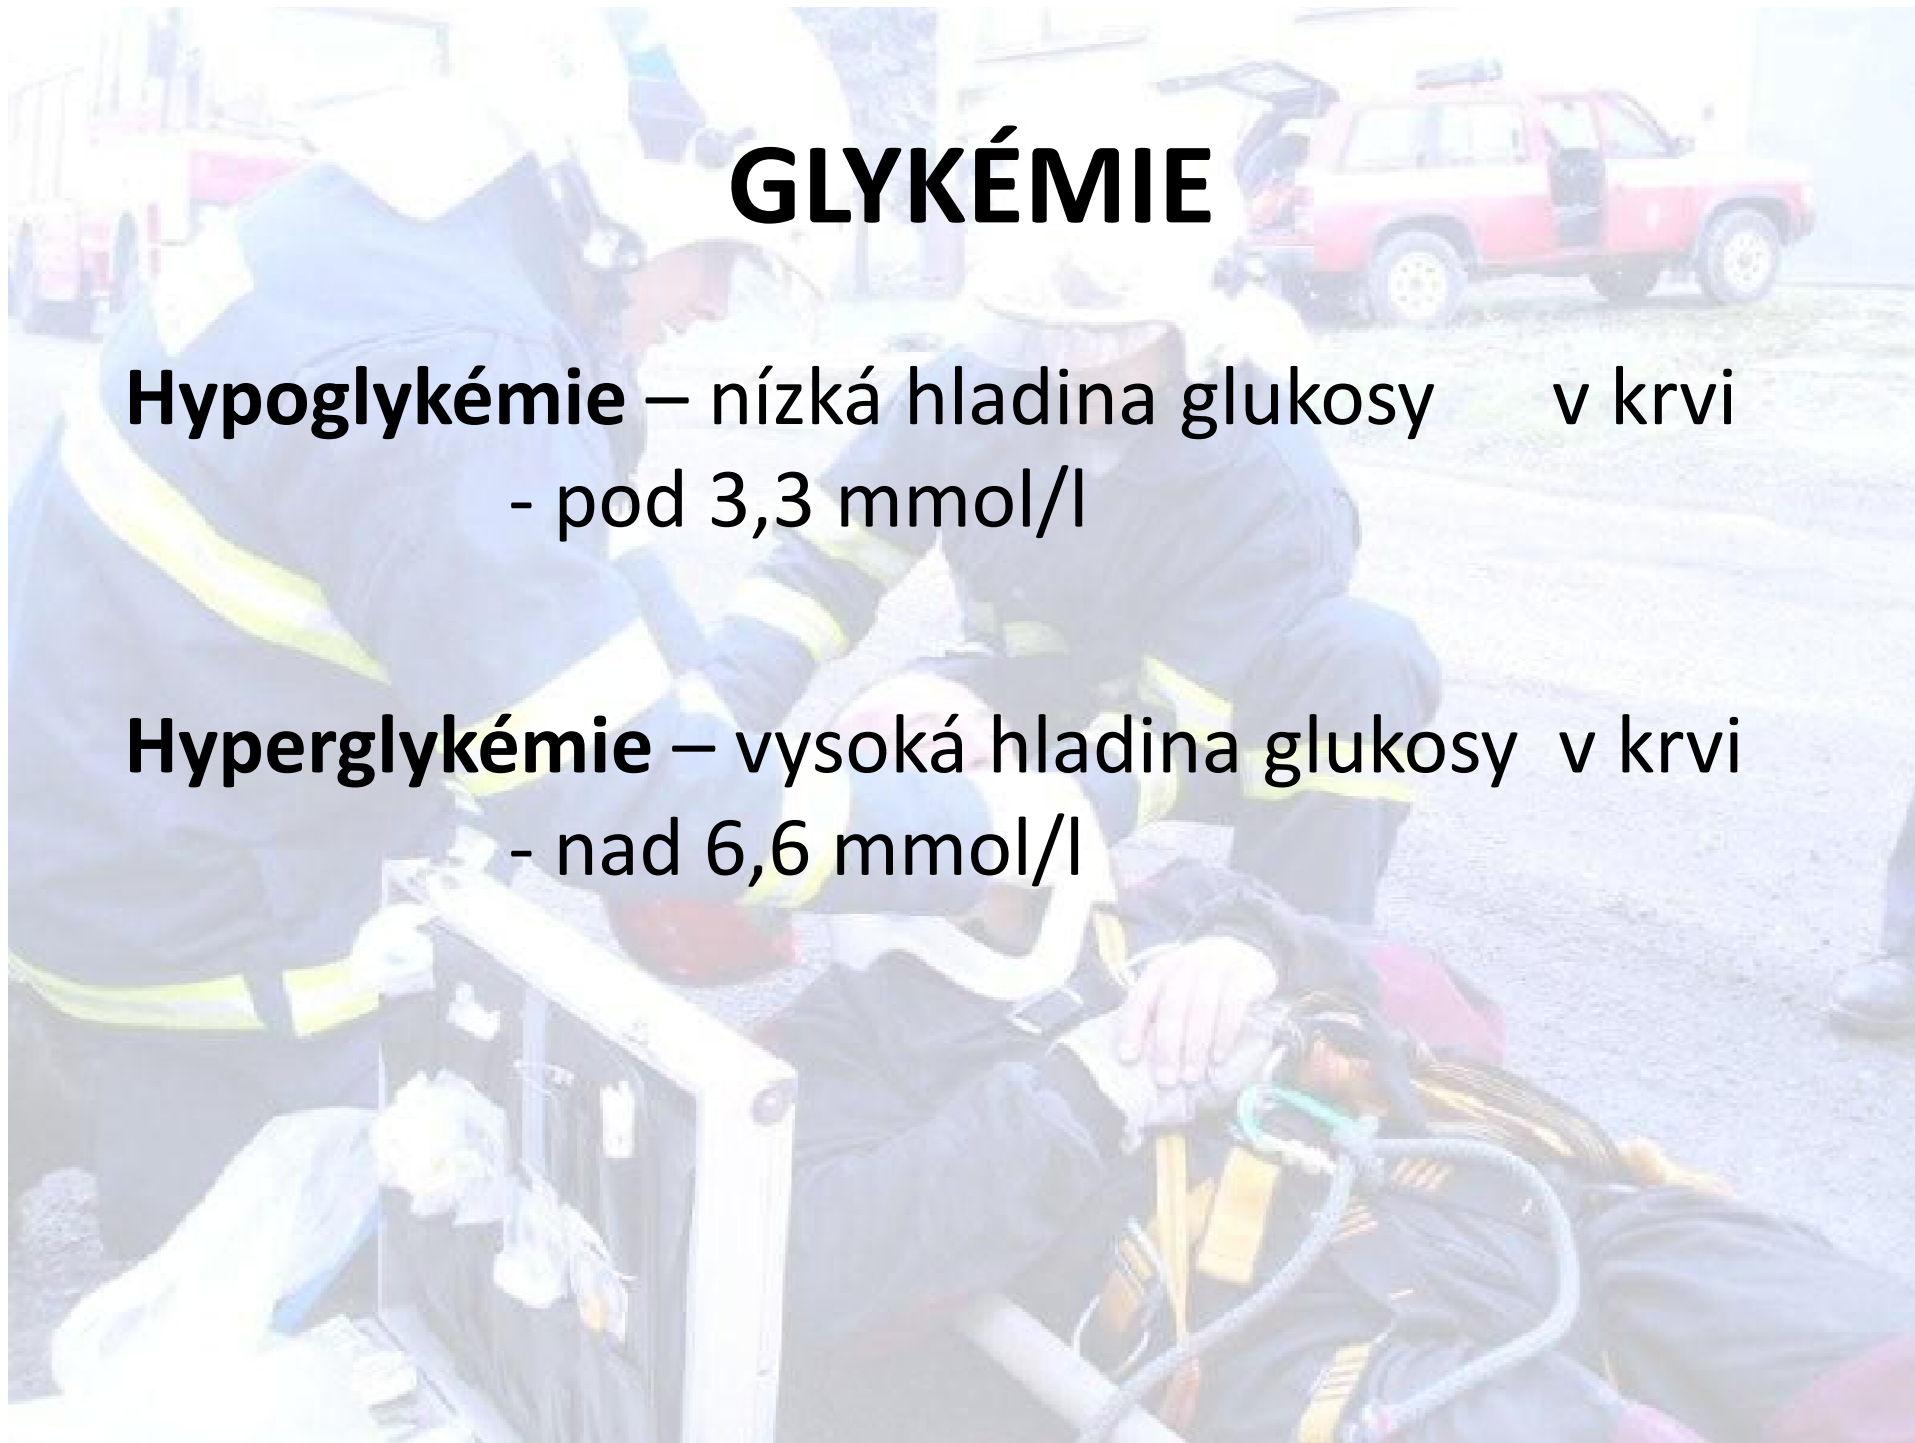 GLYKÉMIE
Hypoglykémie – nízká hladina glukosy v krvi
- pod 3,3 mmol/l
Hyperglykémie – vysoká hladina glukosy v krvi
- nad 6,6 mmol/l